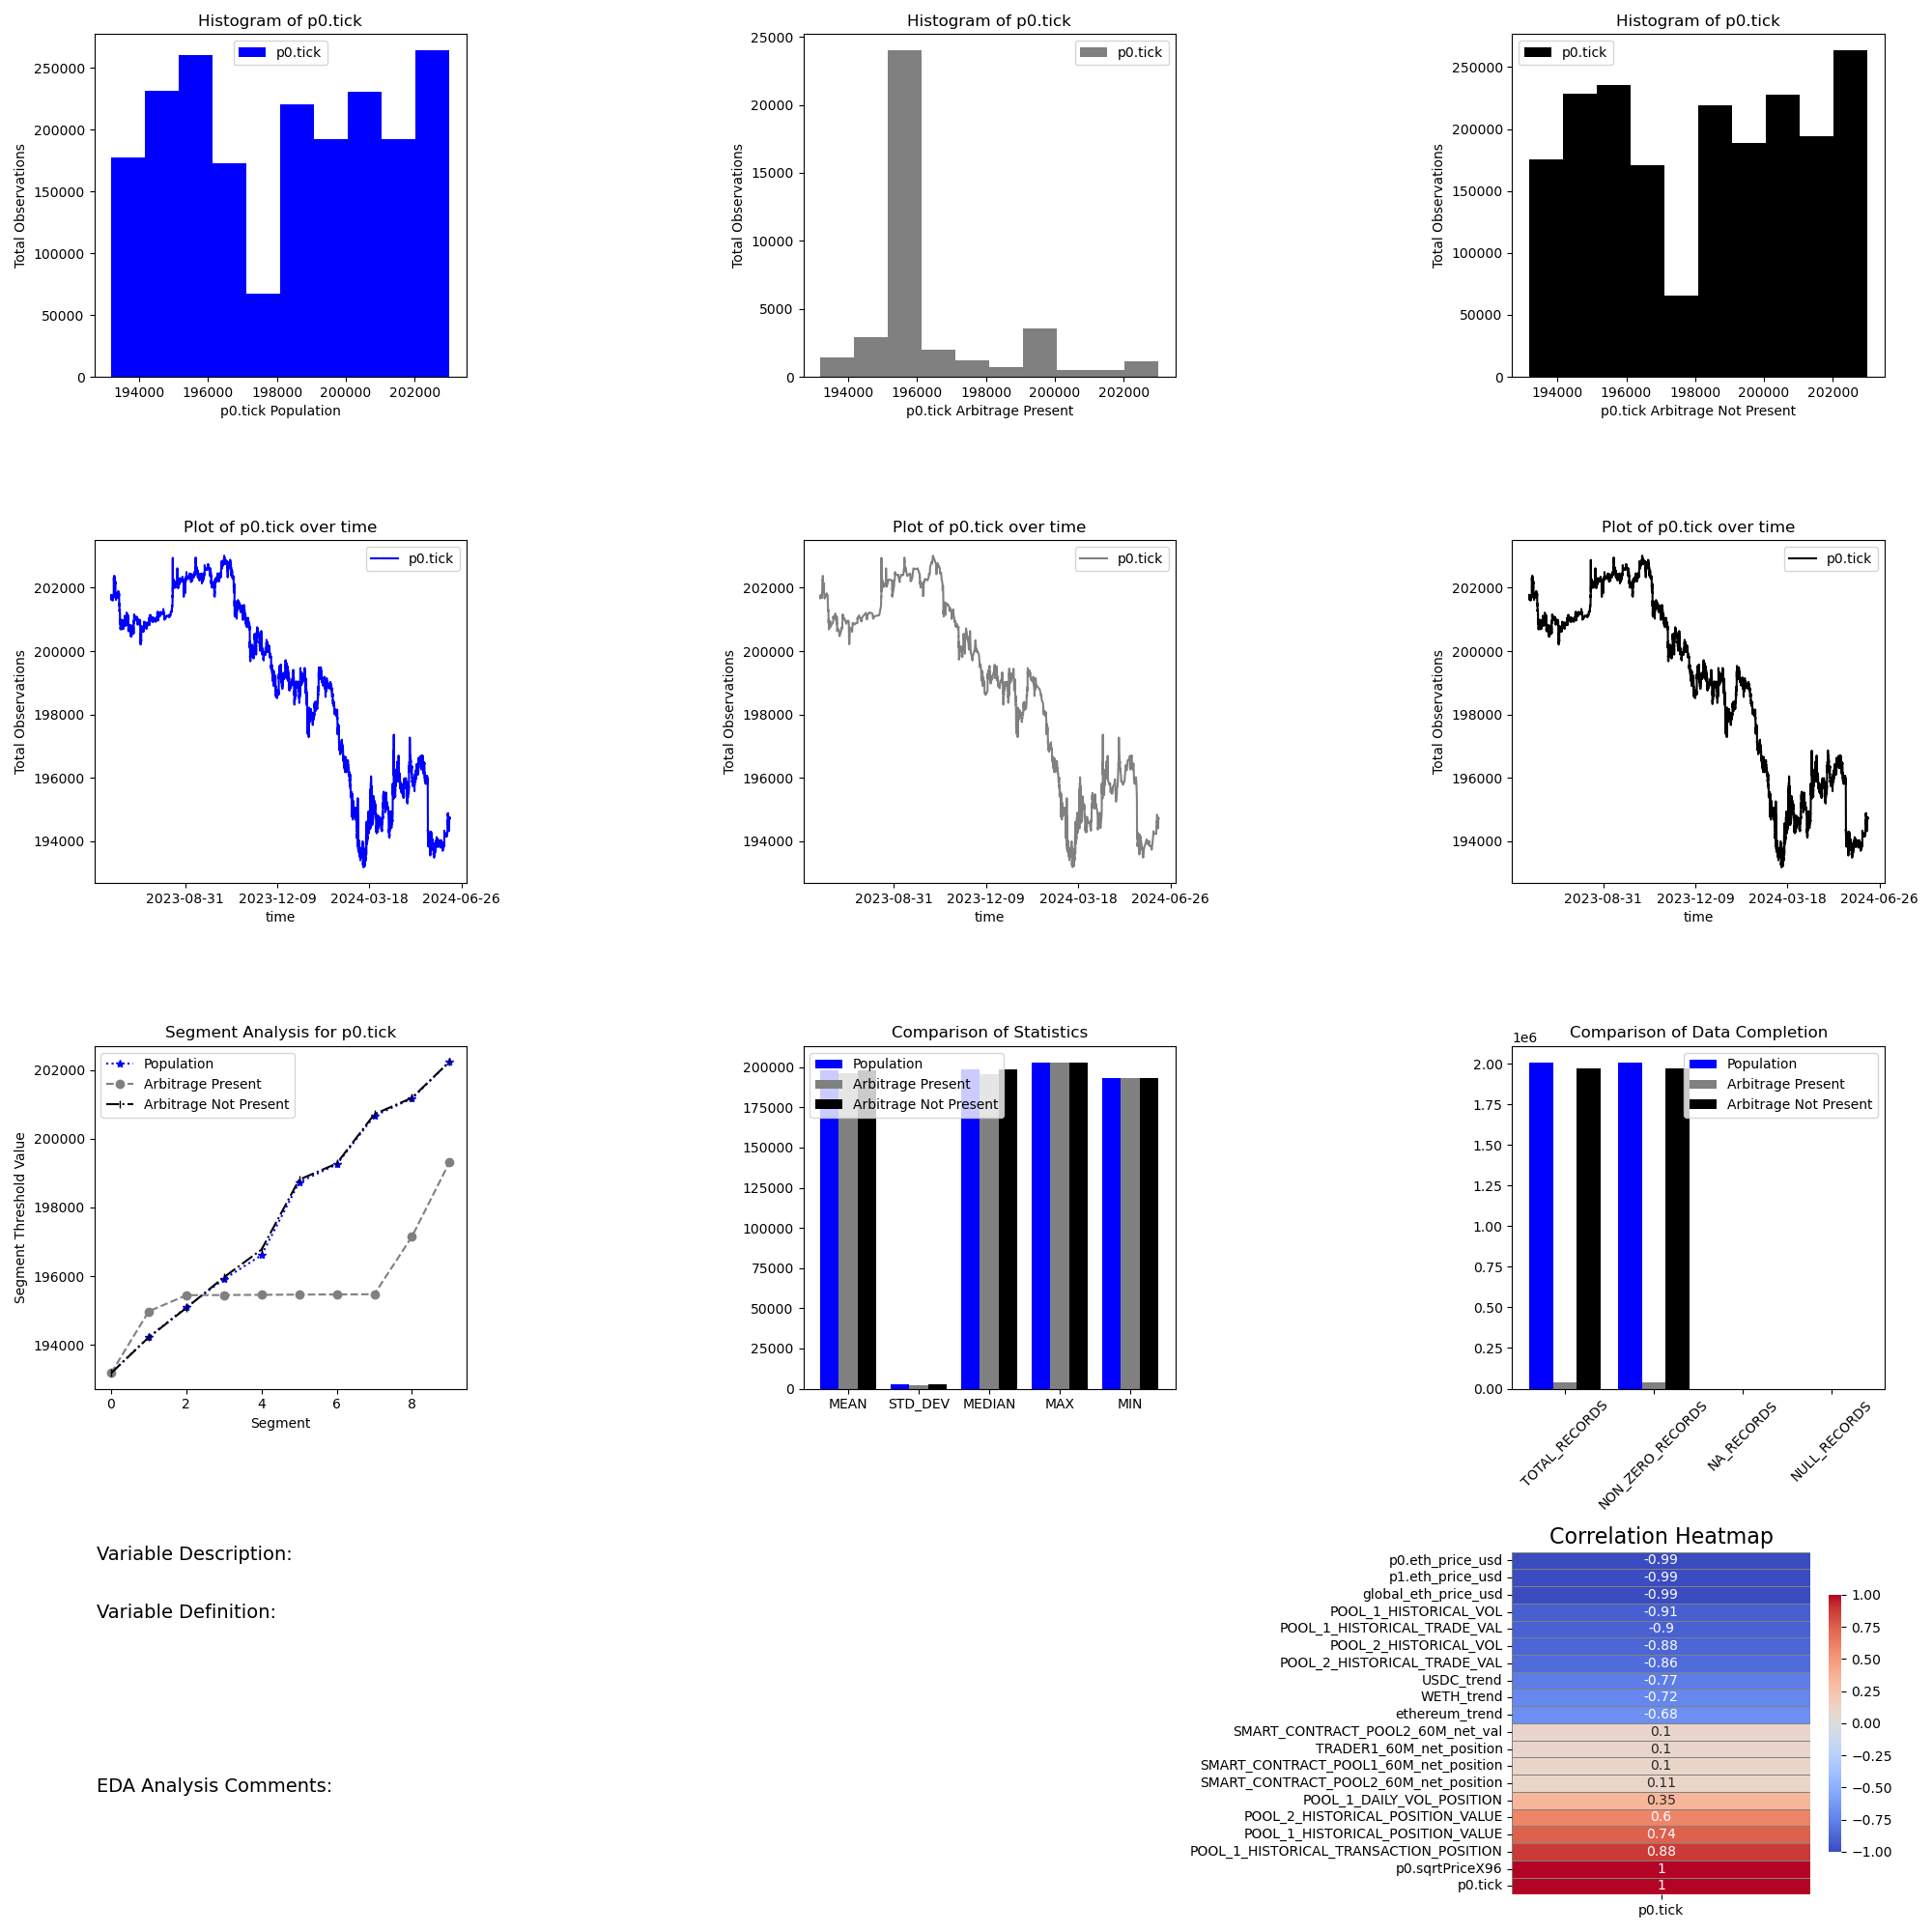 Histogram of p0.tick
p0.tick
Total Observations
250000
200000
150000
100000
50000
0
194000 196000 198000 200000 202000
p0.tick Population
Histogram of p0.tick
p0.tick
Total Observations
25000
20000
15000
10000
5000
0
194000 196000 198000 200000 202000
p0.tick Arbitrage Present
Histogram of p0.tick
p0.tick
Total Observations
250000
200000
150000
100000
50000
0
194000 196000 198000 200000 202000
p0.tick Arbitrage Not Present
Plot of p0.tick over time
p0.tick
Total Observations
202000
200000
198000
196000
194000
2023-08-31 2023-12-09 2024-03-18 2024-06-26
time
Plot of p0.tick over time
p0.tick
Total Observations
202000
200000
198000
196000
194000
2023-08-31 2023-12-09 2024-03-18 2024-06-26
time
Plot of p0.tick over time
p0.tick
Total Observations
202000
200000
198000
196000
194000
2023-08-31 2023-12-09 2024-03-18 2024-06-26
time
Segment Analysis for p0.tick
Population
Arbitrage Present
Arbitrage Not Present
Segment Threshold Value
202000
200000
198000
196000
194000
0 2 4 6 8
Segment
Comparison of Statistics
Population
Arbitrage Present
Arbitrage Not Present
200000
175000
150000
125000
100000
75000
50000
25000
0
MEAN STD_DEV MEDIAN MAX MIN
Comparison of Data Completion
1e6
Population
Arbitrage Present
Arbitrage Not Present
2.00
1.75
1.50
1.25
1.00
0.75
0.50
0.25
0.00
TOTAL_RECORDS
NON_ZERO_RECORDS
NA_RECORDS
NULL_RECORDS
Variable Description:
Variable Definition:
EDA Analysis Comments:
Correlation Heatmap
p0.eth_price_usd -0.99
p1.eth_price_usd -0.99
global_eth_price_usd -0.99
POOL_1_HISTORICAL_VOL -0.91
POOL_1_HISTORICAL_TRADE_VAL -0.9
POOL_2_HISTORICAL_VOL -0.88
POOL_2_HISTORICAL_TRADE_VAL -0.86
USDC_trend -0.77
WETH_trend -0.72
ethereum_trend -0.68
SMART_CONTRACT_POOL2_60M_net_val 0.1
TRADER1_60M_net_position 0.1
SMART_CONTRACT_POOL1_60M_net_position 0.1
SMART_CONTRACT_POOL2_60M_net_position 0.11
POOL_1_DAILY_VOL_POSITION 0.35
POOL_2_HISTORICAL_POSITION_VALUE 0.6
POOL_1_HISTORICAL_POSITION_VALUE 0.74
POOL_1_HISTORICAL_TRANSACTION_POSITION 0.88
p0.sqrtPriceX96 1
p0.tick 1
p0.tick
1.00
0.75
0.50
0.25
0.00
−0.25
−0.50
−0.75
−1.00